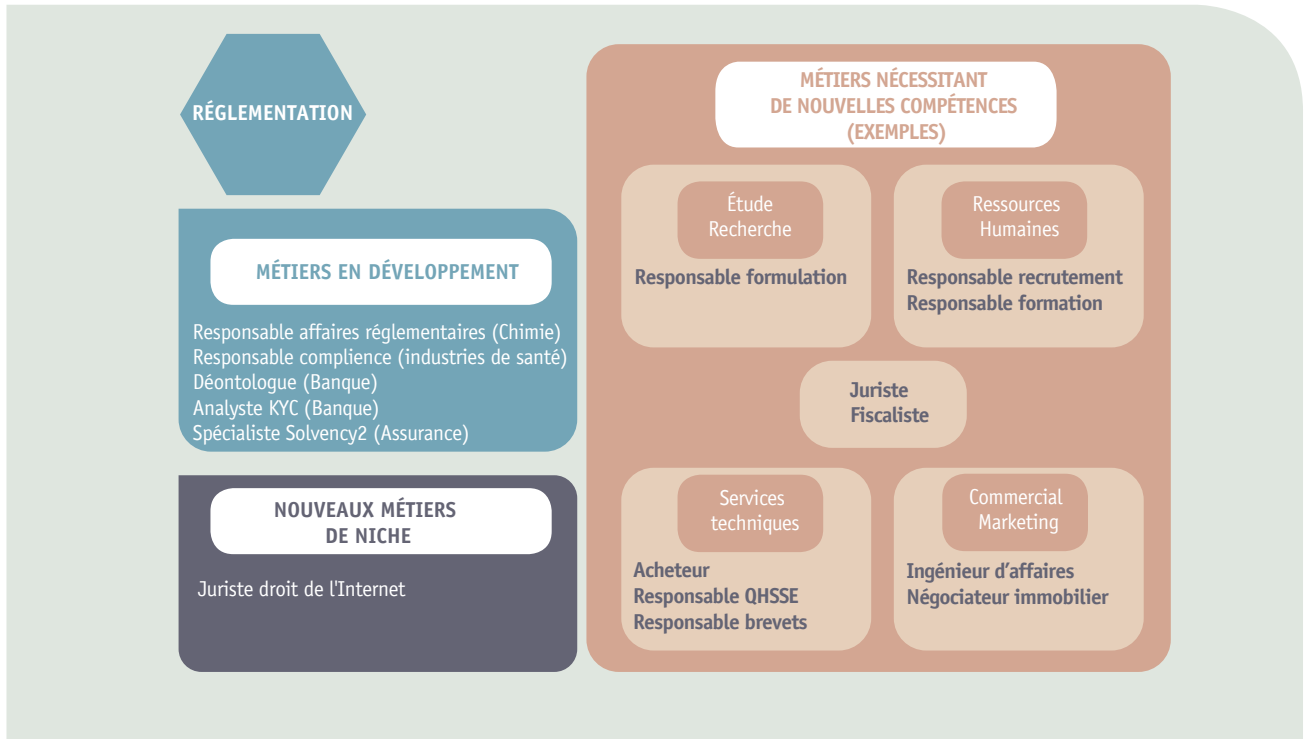 RÉGLEMENTATION
MÉTIERS EN DÉVELOPPEMENT
Responsable affaires réglementaires (Chimie)
Responsable complience (industries de santé)
Déontologue (Banque)
Analyste KYC (Banque)
Spécialiste Solvency2 (Assurance)
NOUVEAUX MÉTIERS
DE NICHE
Juriste droit de l'Internet
MÉTIERS NÉCESSITANT
DE NOUVELLES COMPÉTENCES
(EXEMPLES)
Étude
Recherche
Responsable formulation
Ressources
Humaines
Responsable recrutement
Responsable formation
Juriste
Fiscaliste
Services
techniques
Acheteur
Responsable QHSSE
Responsable brevets
Commercial
Marketing
Ingénieur d’affaires
Négociateur immobilier